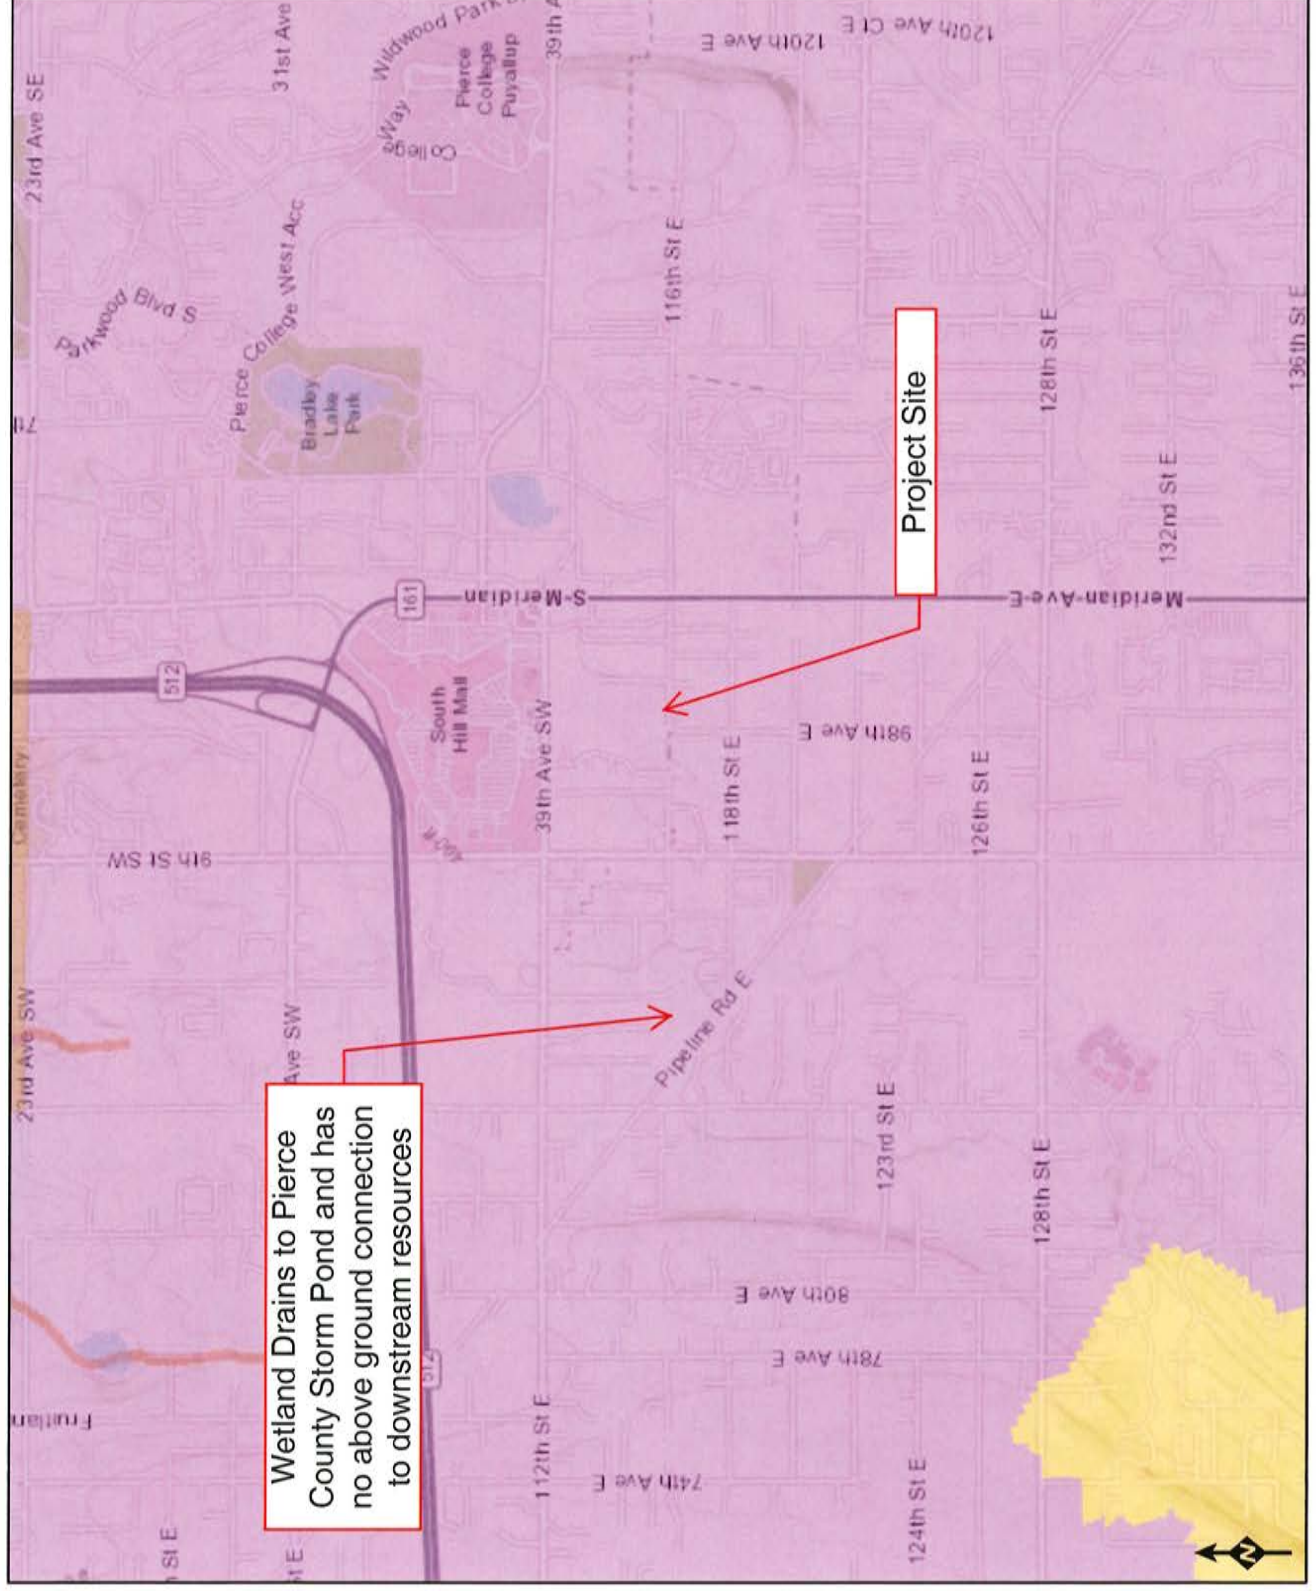 23rd Ave SW
Cemetery
7th
23rd Ave SE
Fruitlan
9th St SW
512
Parkwood Blvd S
31st Ave
St E
St E
Ave SW
Pierce College West Acc
Wildwood Park
College Way
Bradley
Lake
Park
Pierce
College
Puyallup
161
South
Hill Mall
S Meridian
512
112th St E
39th Ave SW
39th A
Wetland Drains to Pierce
County Storm Pond and has
no above ground connection
to downstream resources
74th Ave E
Pipeline Rd E
116th St E
118th St E
120th Ave E
78th Ave E
80th Ave E
98th Ave E
120th Ave Ct E
123rd St E
124th St E
Project Site
126th St E
128th St E
128th St E
Meridian Ave E
132nd St E
136th St E
N